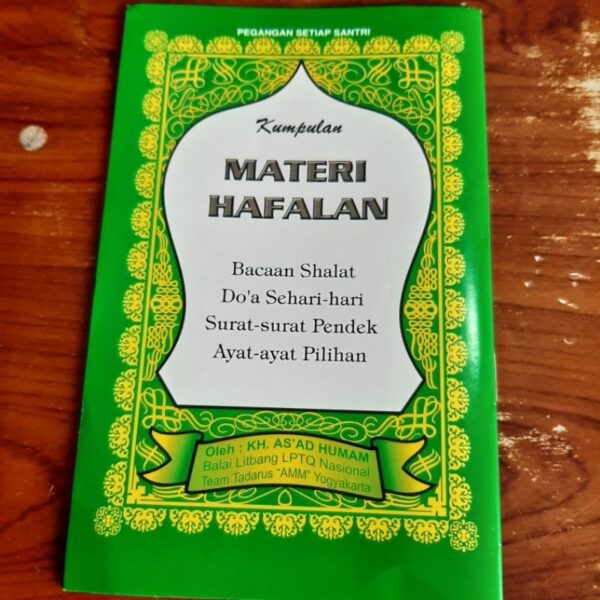 PEGANGAN SETIAP SANTRI
Kumpulan
MATERI
HAFALAN
Bacaan Shalat
Do'a Sehari-hari
Surat-surat Pendek
Ayat-ayat Pilihan
Oleh : KH. AS'AD HUMAM
Balai Litbang LPTQ Nasional
Team Tadarus "AMM" Yogyakarta